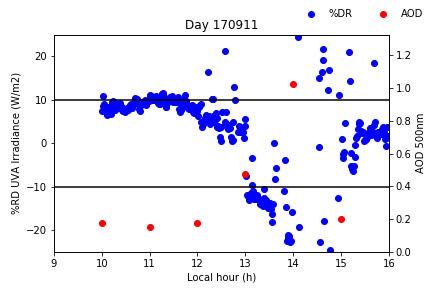 %DR AOD
Day 170911
%RD UVA Irradiance (W/m2)
20
10
0
−10
−20
1.2
1.0
0.8
0.6
0.4
0.2
0.0
AOD 500nm
9 10 11 12 13 14 15 16
Local hour (h)